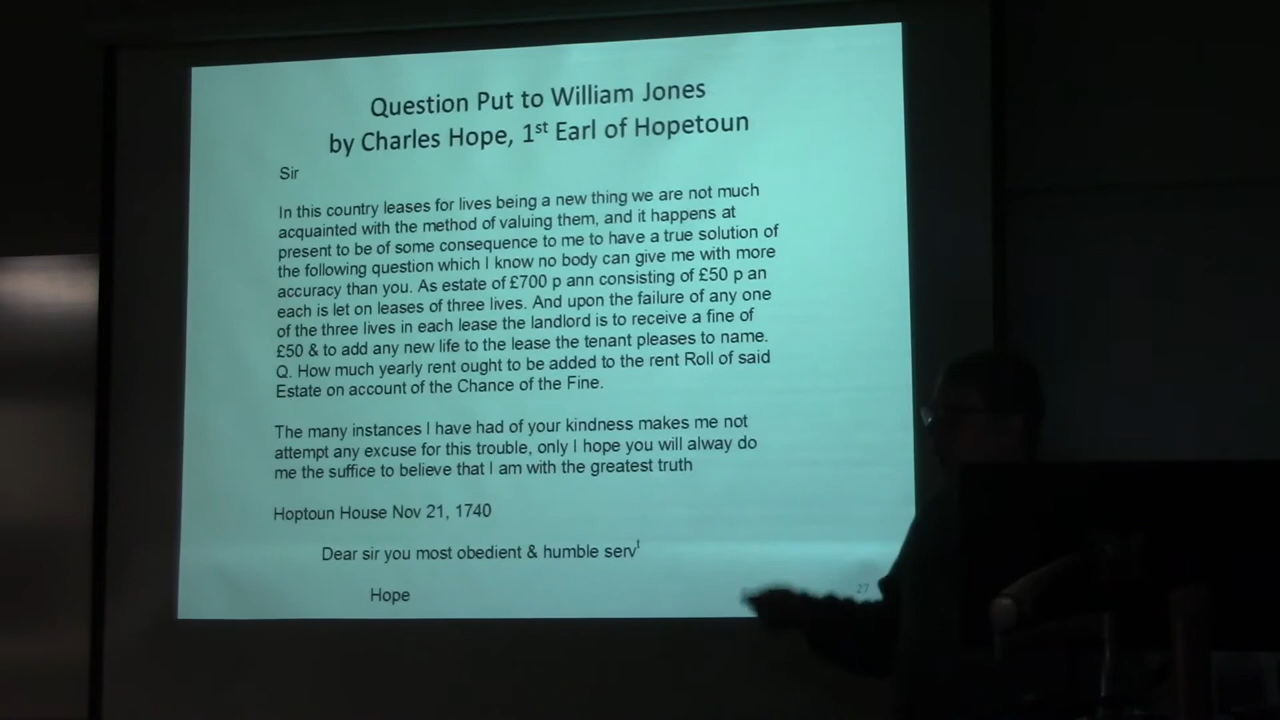 Question Put to William Jones
by Charles Hope, 1st Earl of Hopetoun
Sir
In this country leases for lives being a new thing we are not much
acquainted with the method of valuing them, and it happens at
present to be of some consequence to me to have a true solution of
the following question which I know no body can give me with more
accuracy than you. As estate of £700 p ann consisting of £50 p an
each is let on leases of three lives. And upon the failure of any one
of the three lives in each lease the landlord is to receive a fine of
£50 & to add any new life to the lease the tenant pleases to name.
Q. How much yearly rent ought to be added to the rent Roll of said
Estate on account of the Chance of the Fine.
The many instances I have had of your kindness makes me not
attempt any excuse for this trouble, only I hope you will alway do
me the suffice to believe that I am with the greatest truth
Hoptoun House Nov 21, 1740
Dear sir you most obedient & humble servt
Hope
27